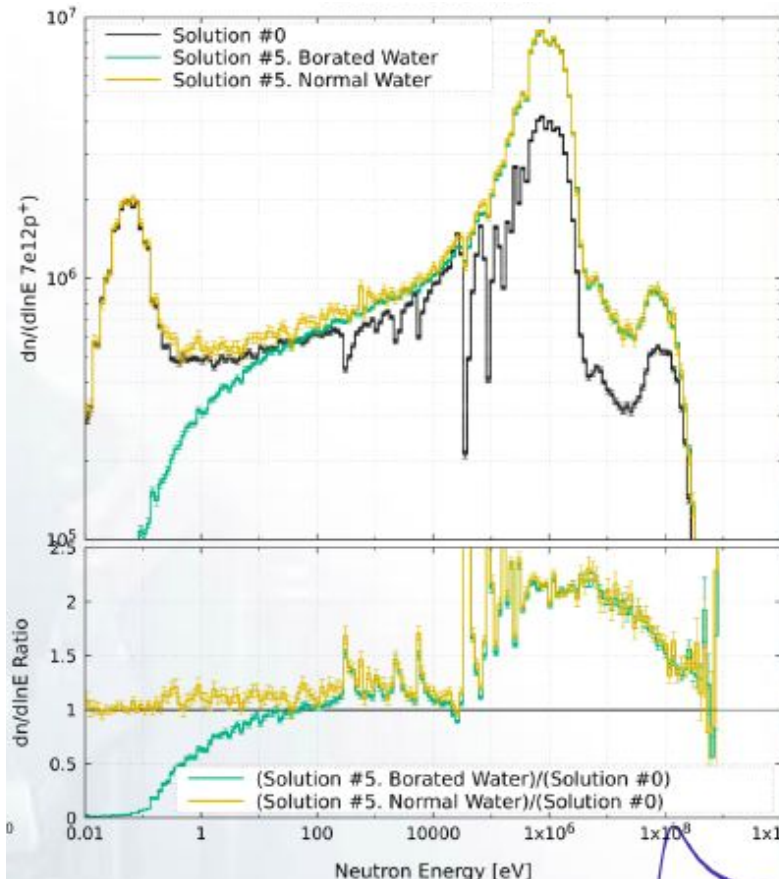 10⁷
Solution #0
Solution #5. Borated Water
Solution #5. Normal Water
dn/(dlnE 7e12p⁺)
10⁶
10⁵
2.5
2
1.5
1
0.5
0
dn/dlnE Ratio
(Solution #5. Borated Water)/(Solution #0)
(Solution #5. Normal Water)/(Solution #0)
0.01 1 100 10000 1x10⁶ 1x10⁸
Neutron Energy [eV]